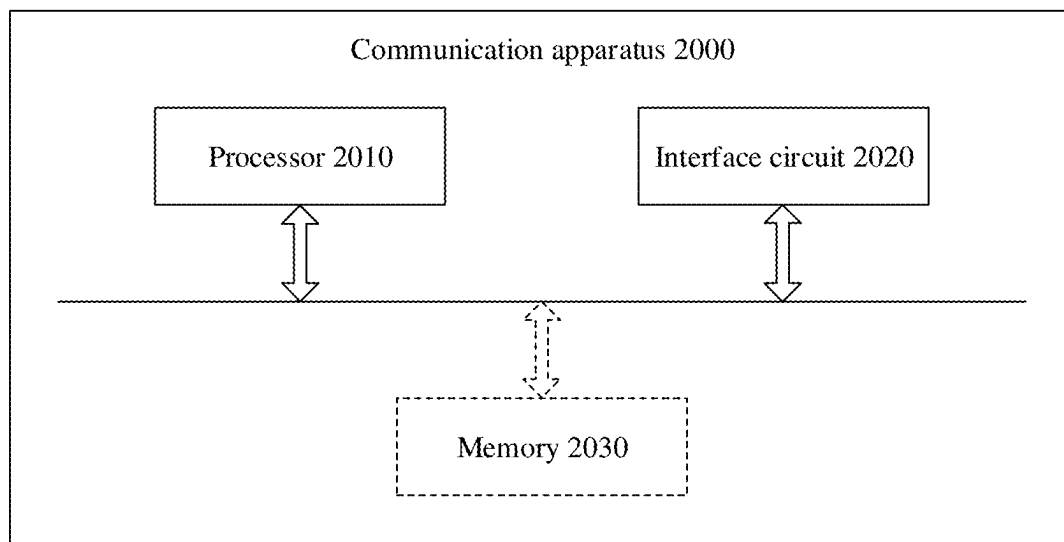 Communication apparatus 2000
Processor 2010
Interface circuit 2020
Memory 2030